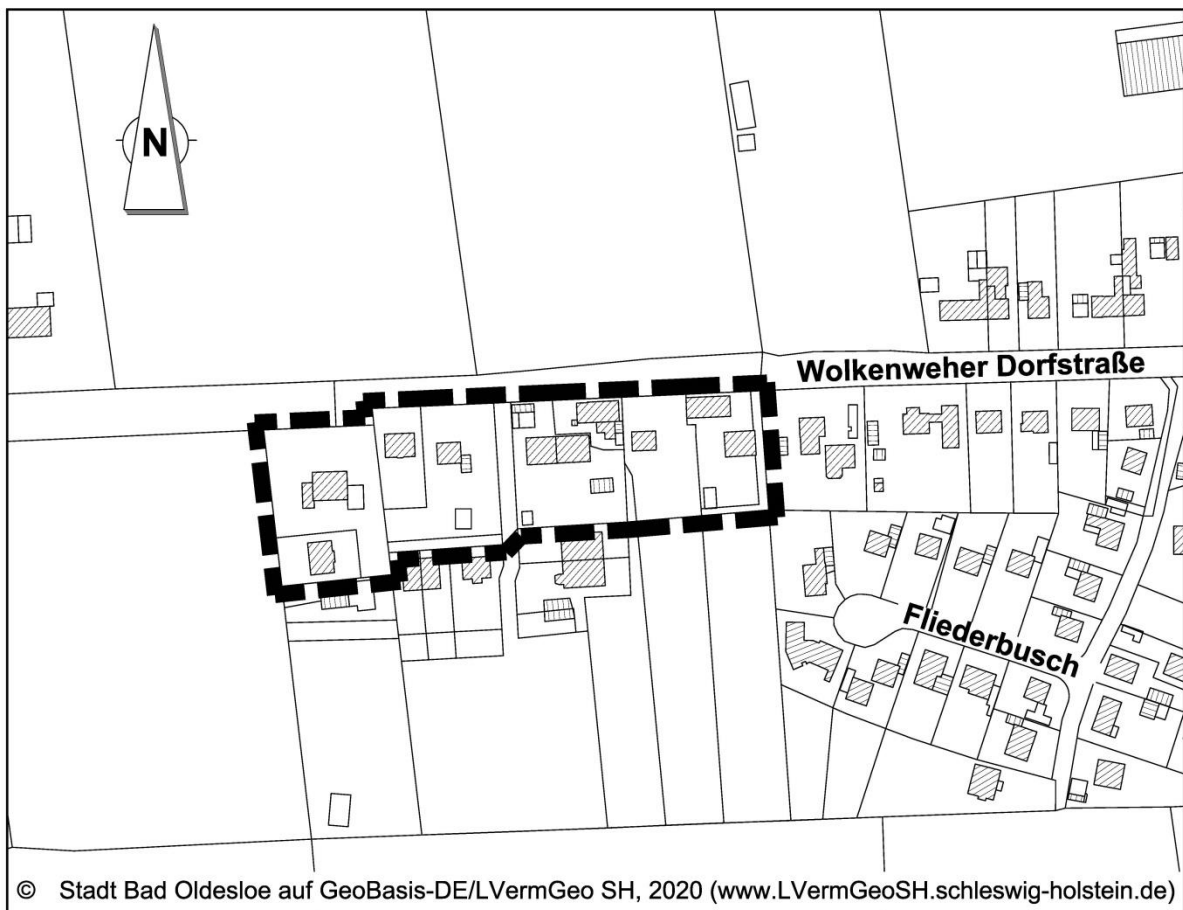 N
Wolkenweher Dorfstraße
Fliederbusch
© Stadt Bad Oldesloe auf GeoBasis-DE/LVermGeo SH, 2020 (www.LVermGeoSH.schleswig-holstein.de)